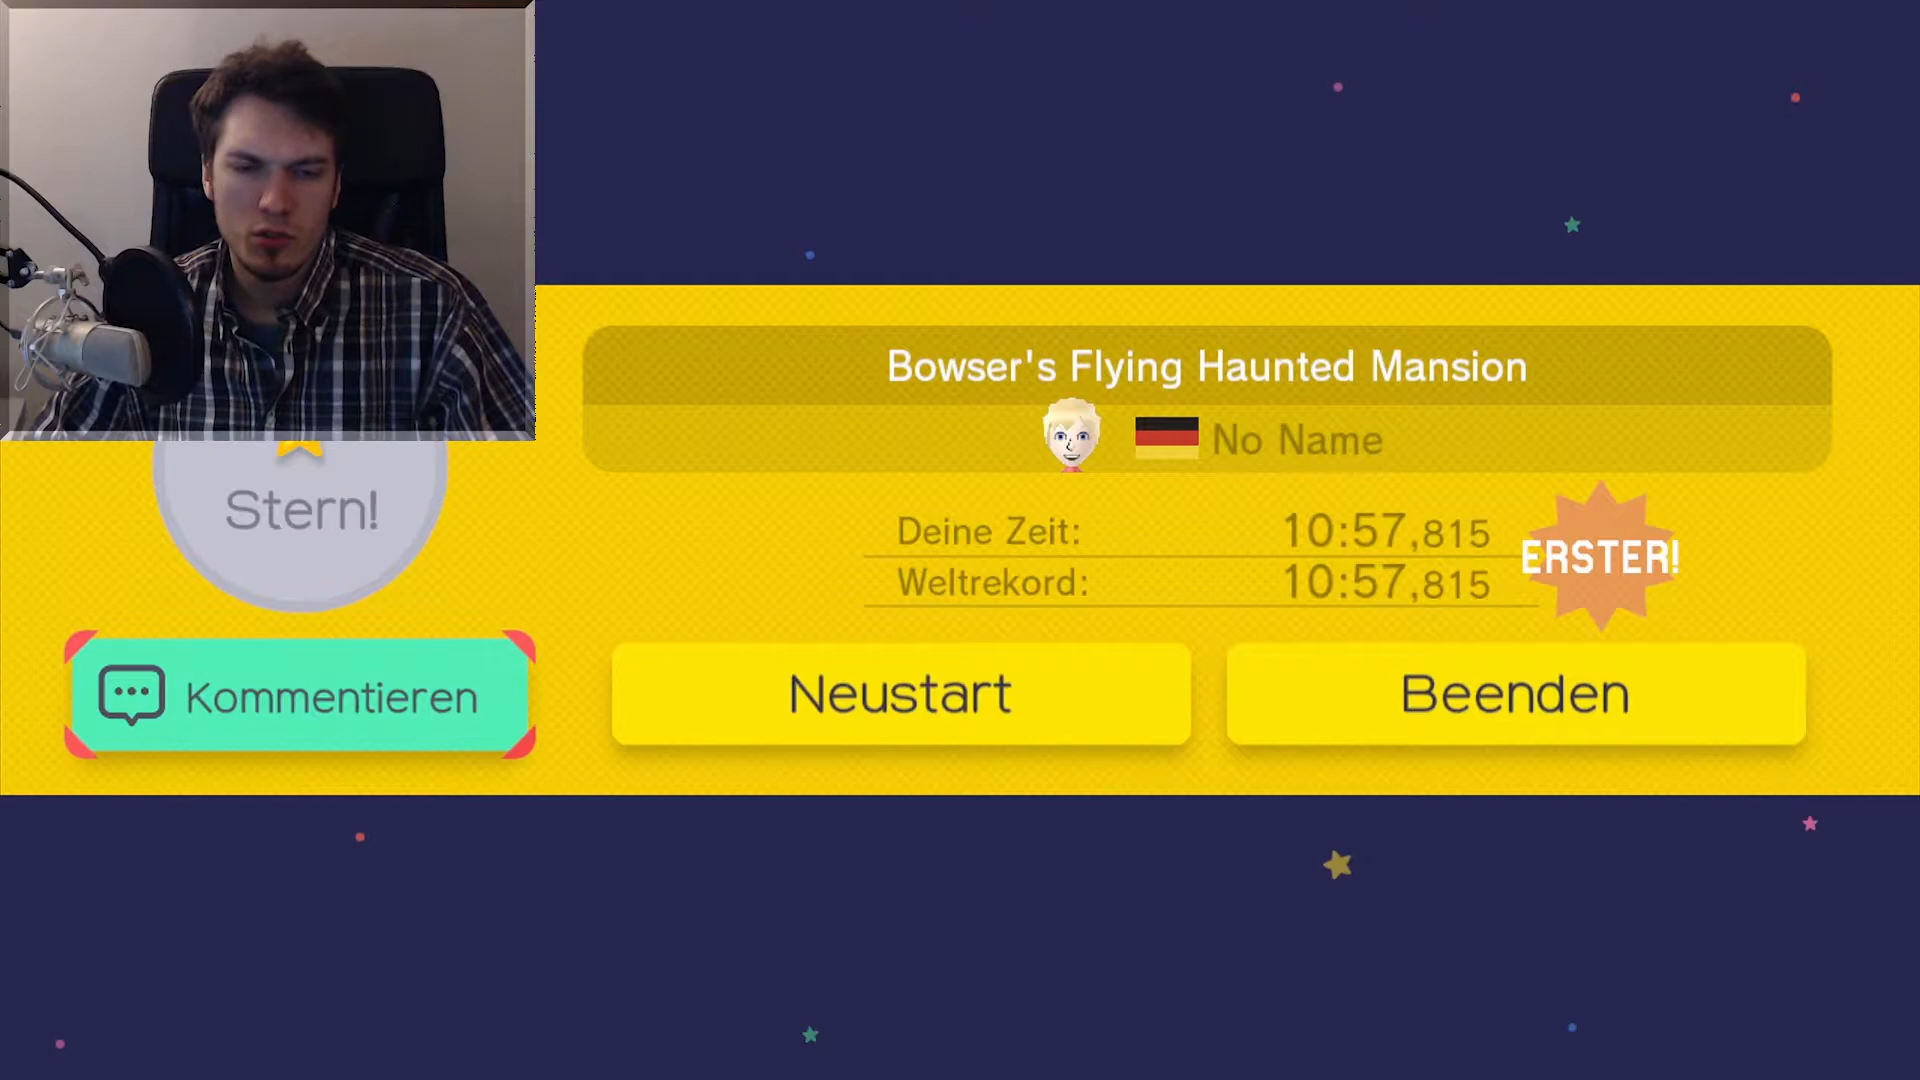 Bowser's Flying Haunted Mansion
No Name
Stern!
Deine Zeit: 10:57,815
ERSTER!
Weltrekord: 10:57,815
Kommentieren
Neustart
Beenden